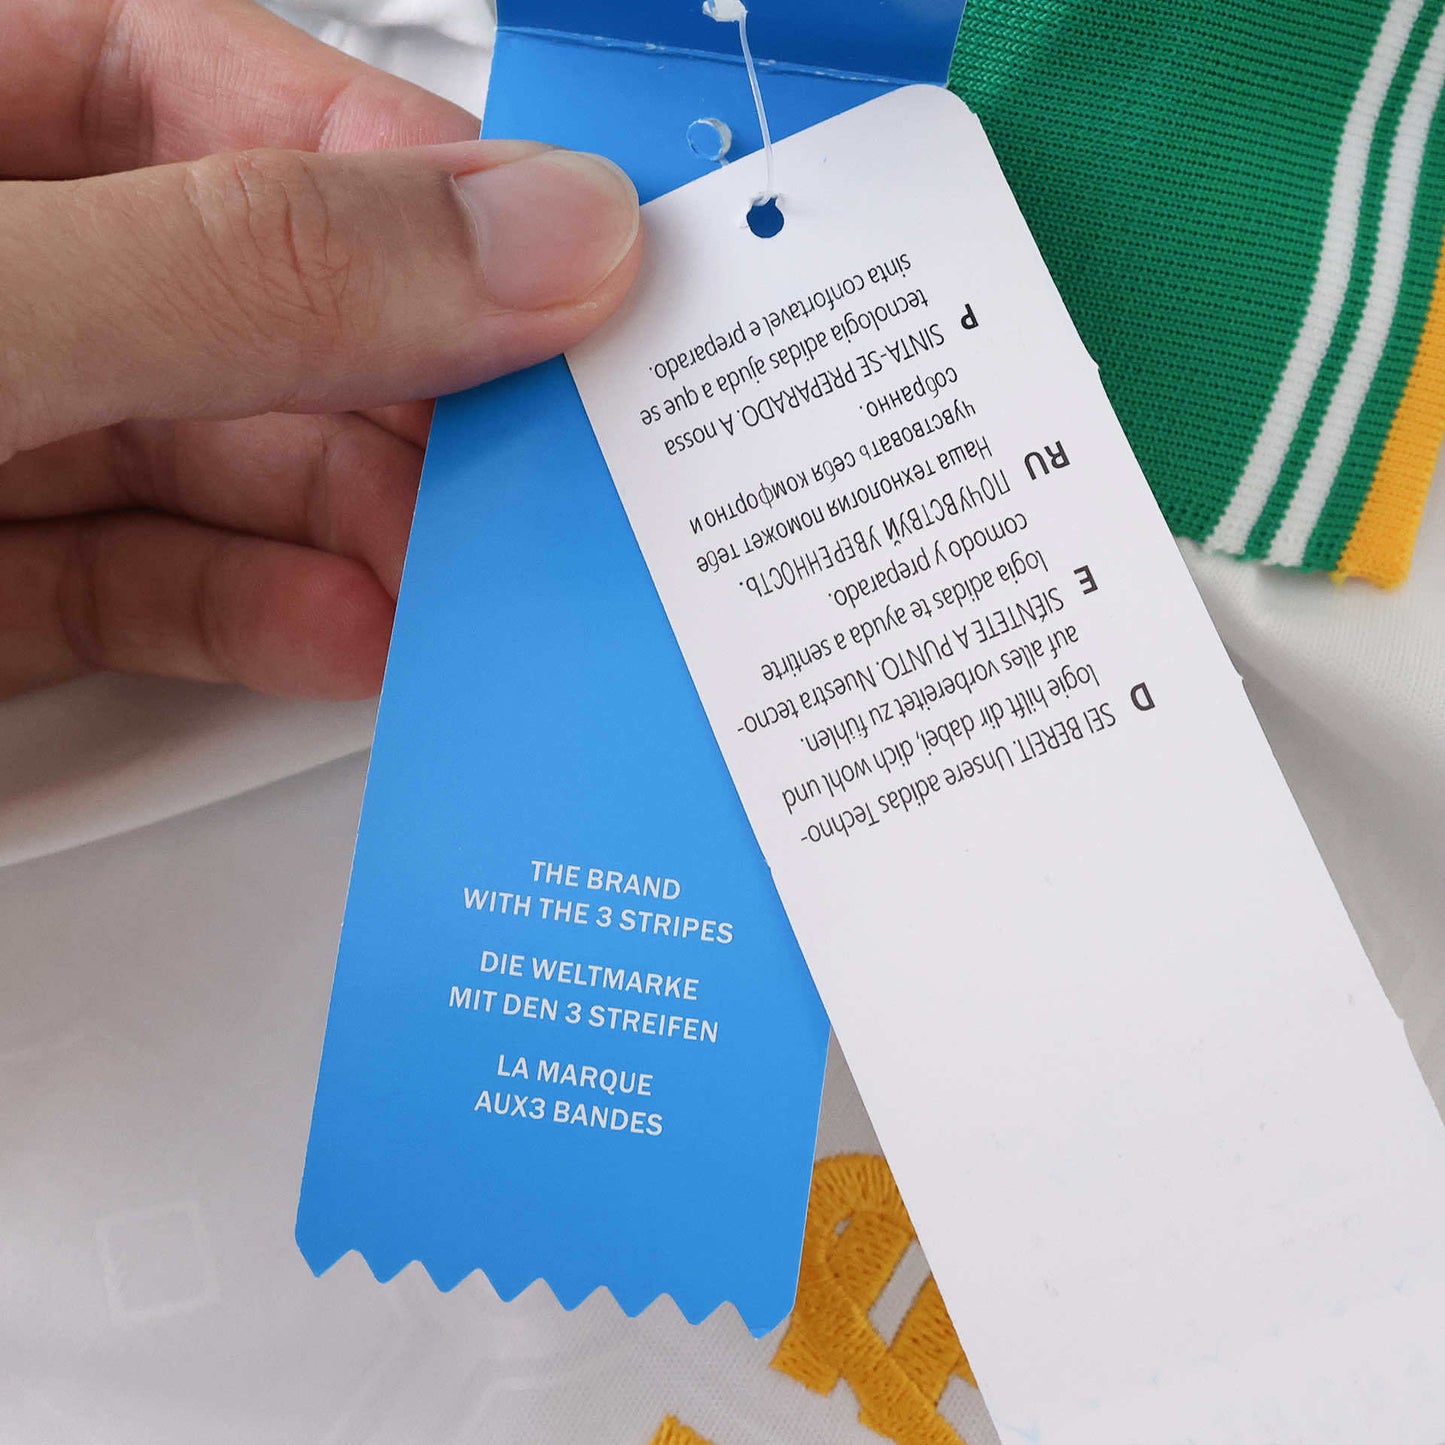 THE BRAND
WITH THE 3 STRIPES
DIE WELTMARKE
MIT DEN 3 STREIFEN
LA MARQUE
AUX3 BANDES
D
SEI BEREIT. Unsere adidas Techno-
logie hilft dir dabei, dich wohl und
auf alles vorbereitet zu fühlen.
E
SIÉNTETE A PUNTO. Nuestra tecno-
logia adidas te ayuda a sentirte
comodo y preparado.
RU
ПОЧУВСТВУЙ УВЕРЕННОСТЬ.
Наша технология поможет тебе
чувствовать себя комфортно и
собранно.
P
SINTA-SE PREPARADO. A nossa
tecnologia adidas ajuda a que se
sinta confortavel e preparado.